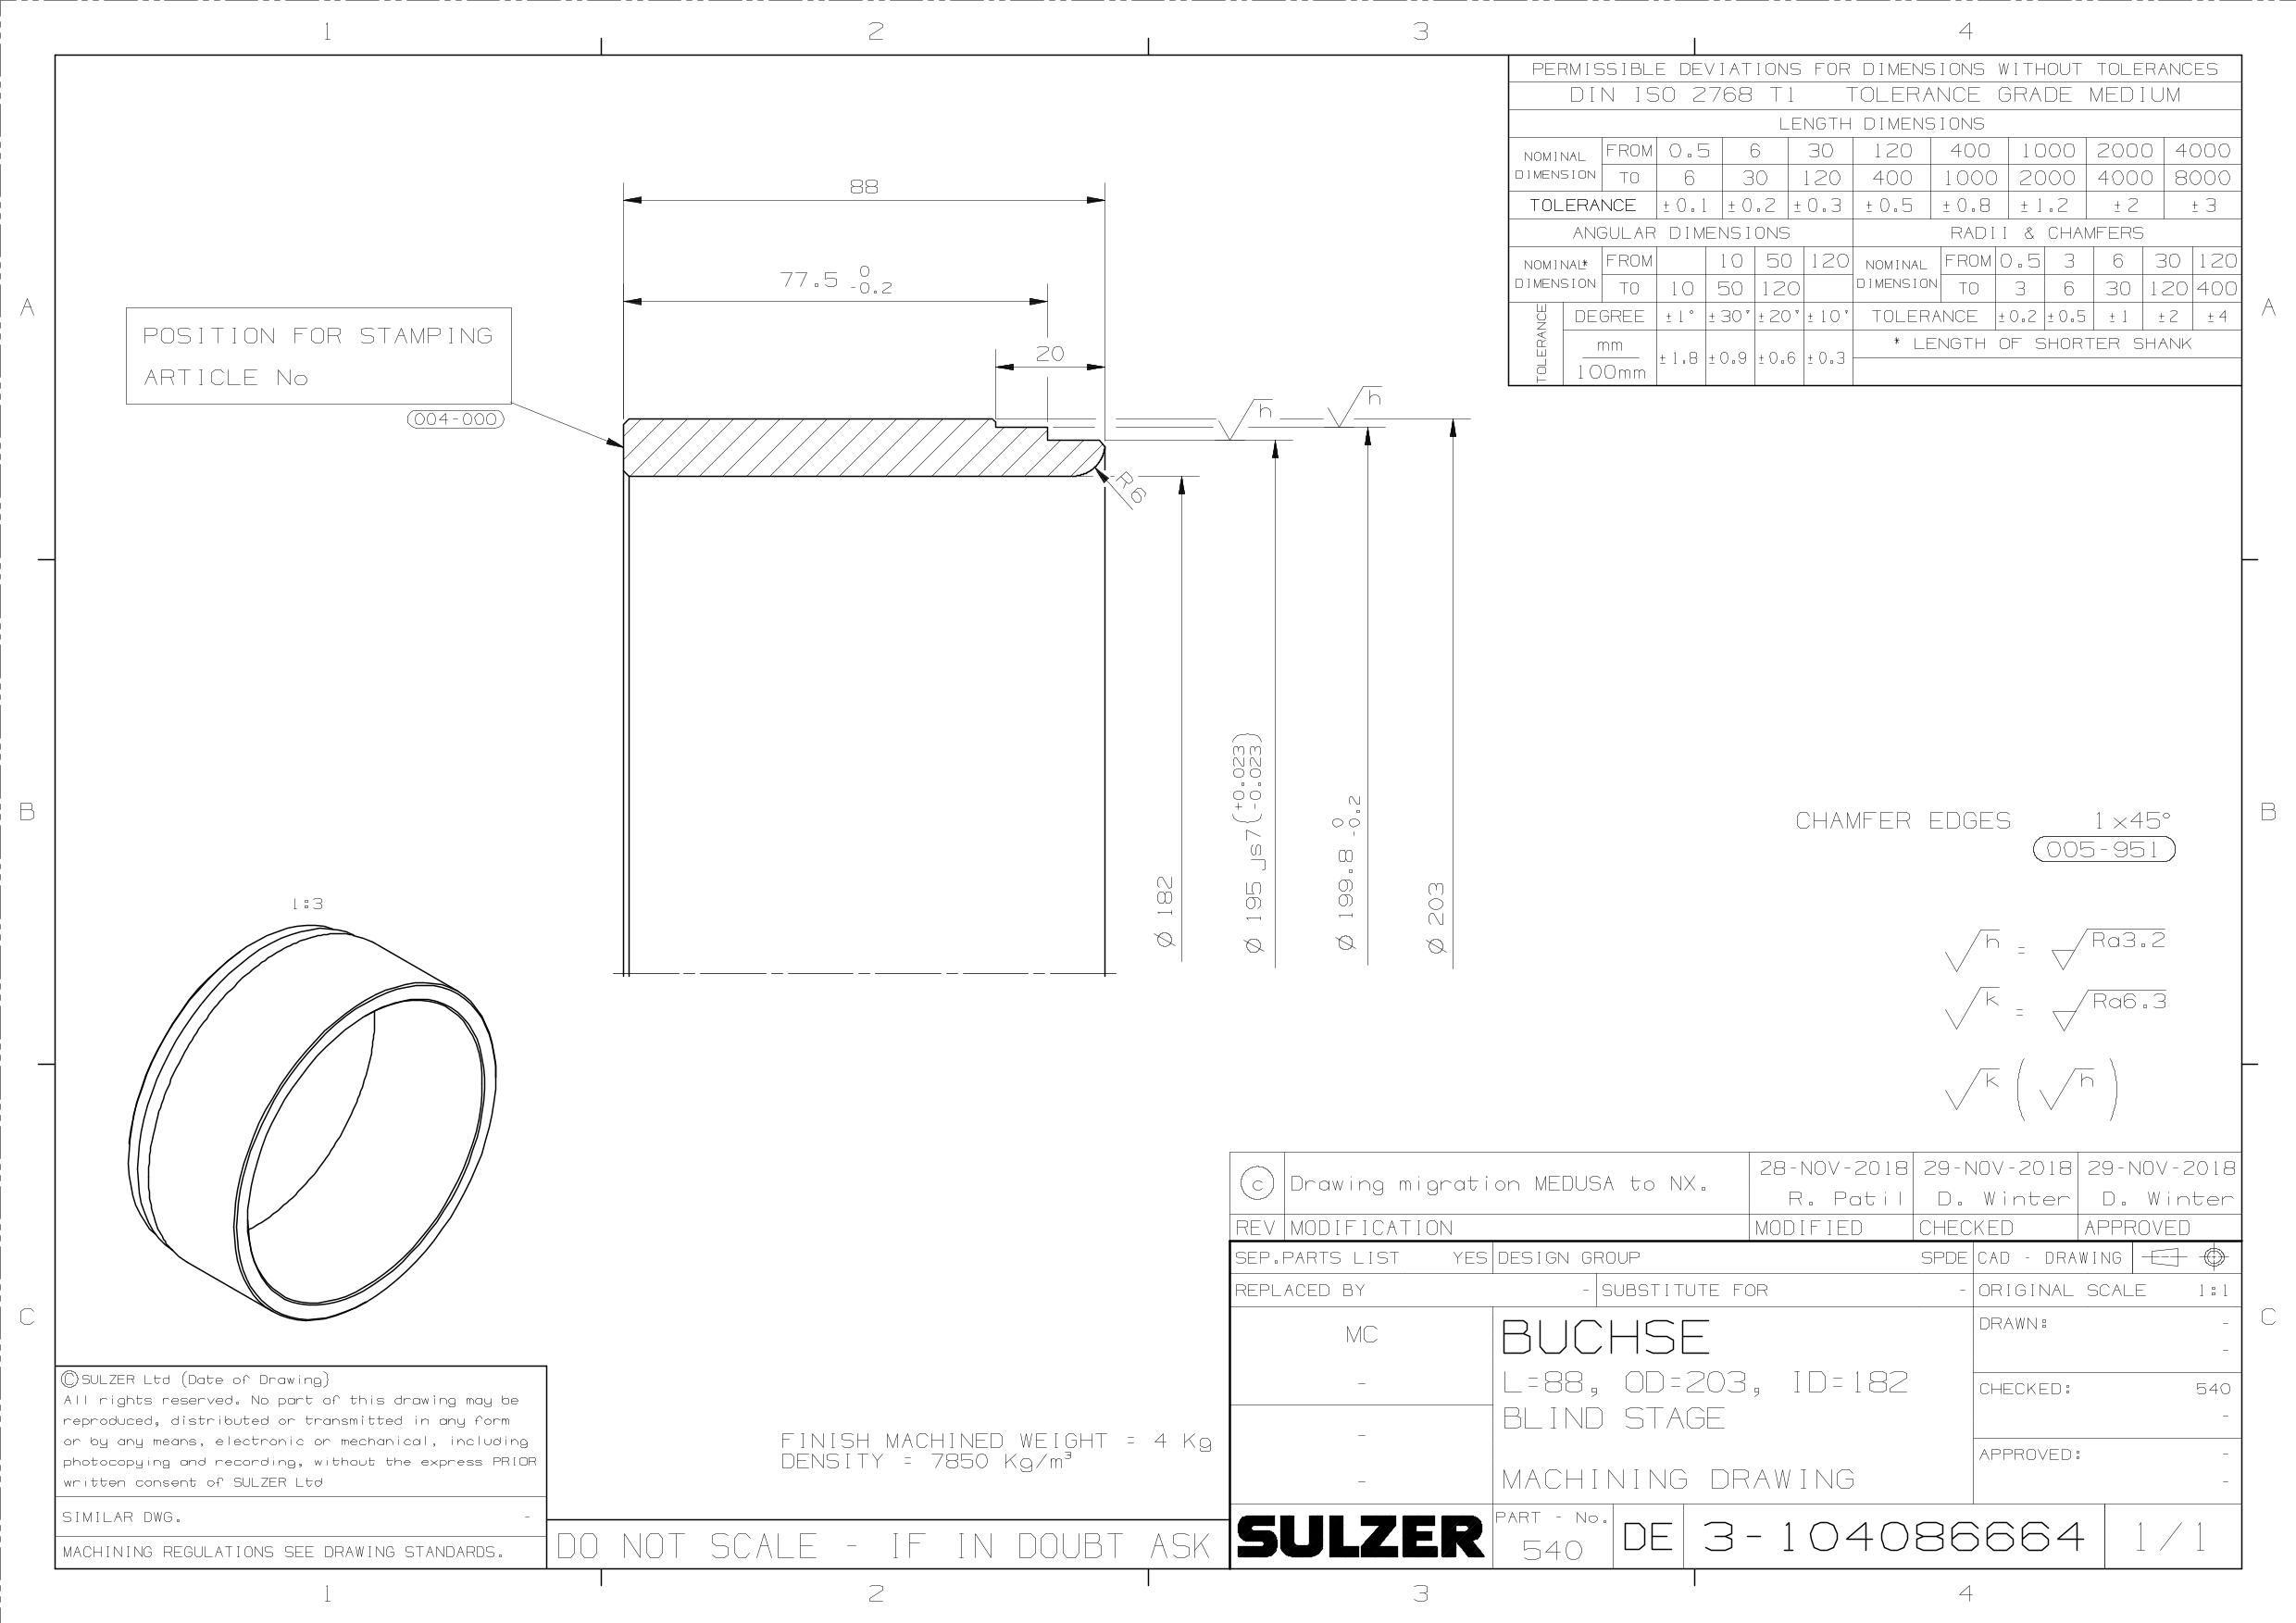 1 2 3 4
PERMISSIBLE DEVIATIONS FOR DIMENSIONS WITHOUT TOLERANCES
DIN ISO 2768 T1 TOLERANCE GRADE MEDIUM
LENGTH DIMENSIONS
NOMINAL DIMENSION FROM 0.5 6 30 120 400 1000 2000 4000
TO 6 30 120 400 1000 2000 4000 8000
TOLERANCE ±0.1 ±0.2 ±0.3 ±0.5 ±0.8 ±1.2 ±2 ±3
ANGULAR DIMENSIONS RADII & CHAMFERS
NOMINAL* DIMENSION FROM 10 50 120 NOMINAL DIMENSION FROM 0.5 3 6 30 120
TO 10 50 120 TO 3 6 30 120 400
TOLERANCE DEGREE ±1° ±30' ±20' ±10' TOLERANCE ±0.2 ±0.5 ±1 ±2 ±4
mm
100mm
±1.8 ±0.9 ±0.6 ±0.3
* LENGTH OF SHORTER SHANK
88
77.5 0 -0.2
20
A A
POSITION FOR STAMPING
ARTICLE No
004-000
h
h
R6
Ø 182
Ø 195 js7(+0.023 -0.023)
Ø 199.8 0 -0.2
Ø 203
B B
CHAMFER EDGES 1x45°
005-951
1:3
h = Ra3.2
k = Ra6.3
k (h)
C C
c Drawing migration MEDUSA to NX. 28-NOV-2018 29-NOV-2018 29-NOV-2018
R. Patil D. Winter D. Winter
REV MODIFICATION MODIFIED CHECKED APPROVED
SEP.PARTS LIST YES DESIGN GROUP SPDE CAD - DRAWING
REPLACED BY - SUBSTITUTE FOR - ORIGINAL SCALE 1:1
MC
-
-
-
BUCHSE
L=88, OD=203, ID=182
BLIND STAGE
MACHINING DRAWING
DRAWN: -
-
CHECKED: 540
-
APPROVED: -
-
© SULZER Ltd (Date of Drawing)
All rights reserved. No part of this drawing may be
reproduced, distributed or transmitted in any form
or by any means, electronic or mechanical, including
photocopying and recording, without the express PRIOR
written consent of SULZER Ltd
SIMILAR DWG. -
MACHINING REGULATIONS SEE DRAWING STANDARDS.
FINISH MACHINED WEIGHT = 4 Kg
DENSITY = 7850 Kg/m³
DO NOT SCALE - IF IN DOUBT ASK
SULZER
PART - No.
540
DE
3-104086664
1/1
1 2 3 4